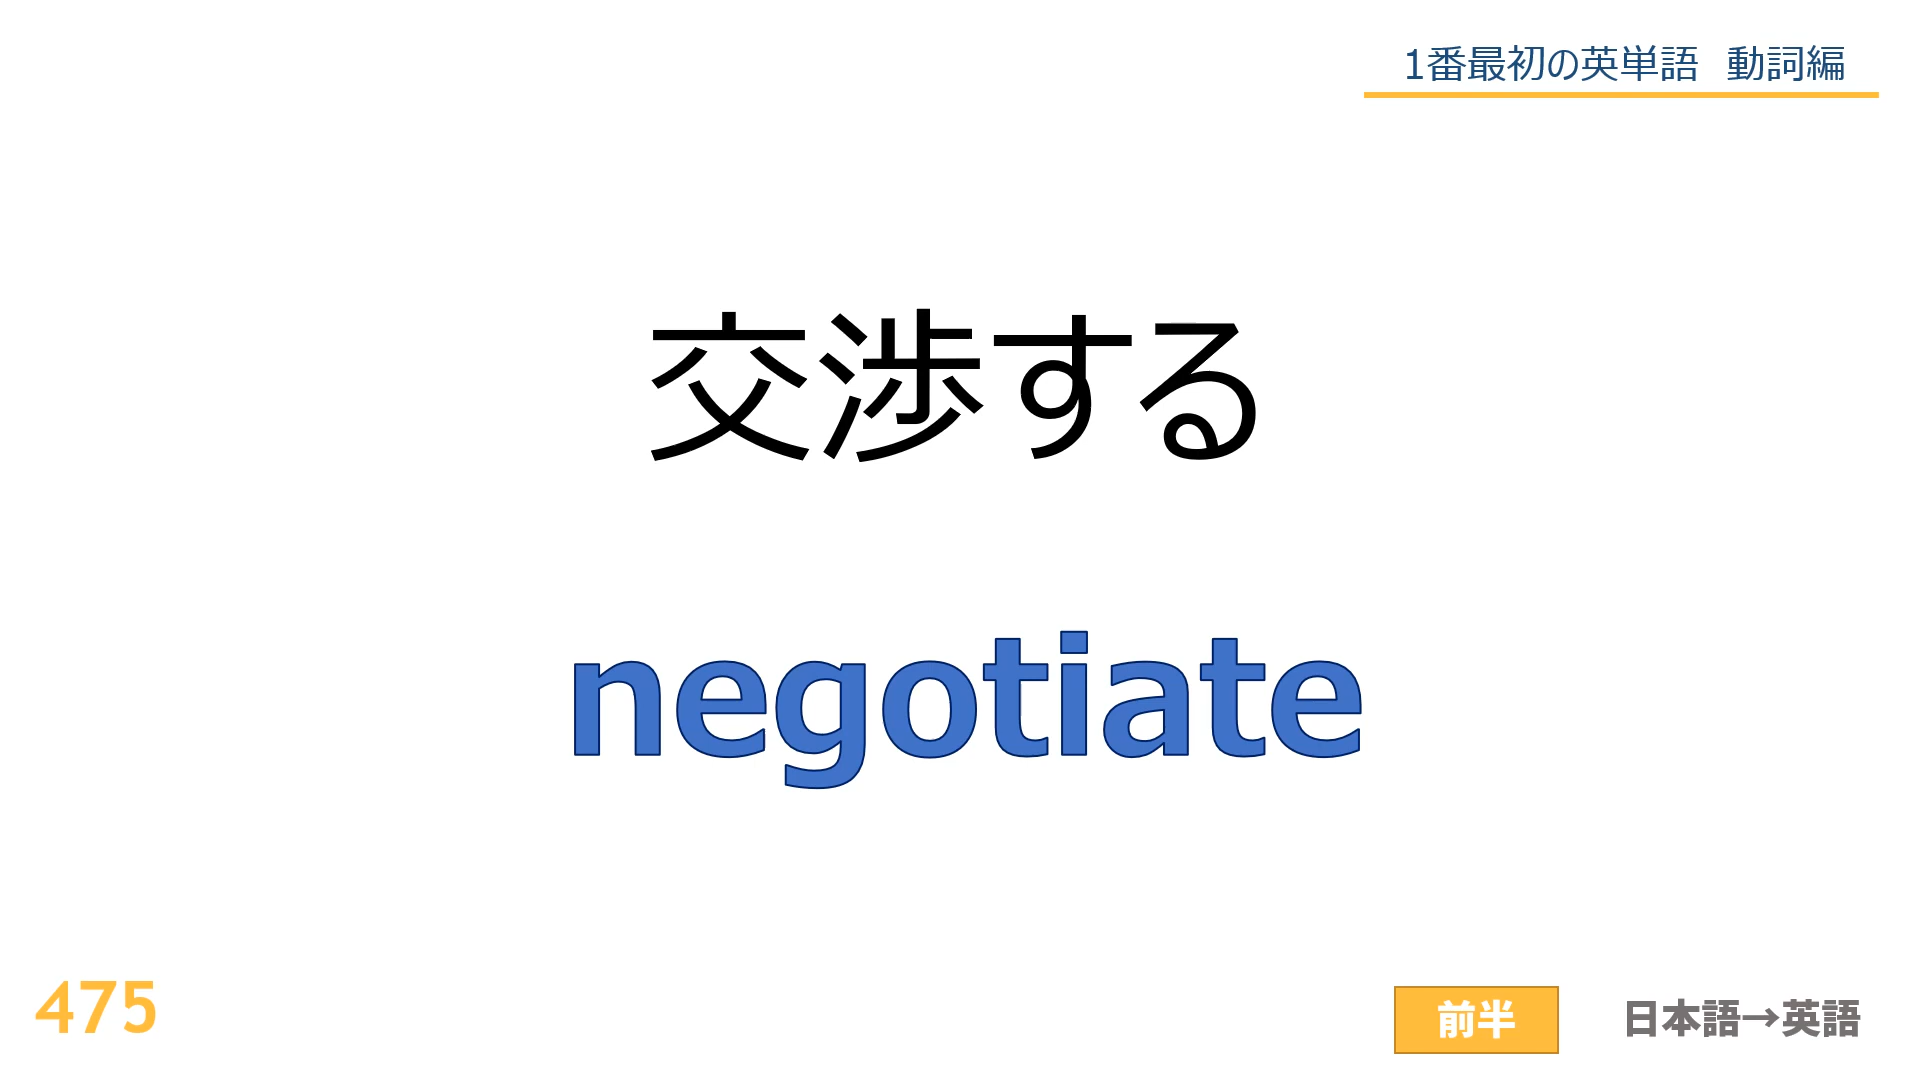 1番最初の英単語　動詞編
交渉する
negotiate
475
前半
日本語→英語